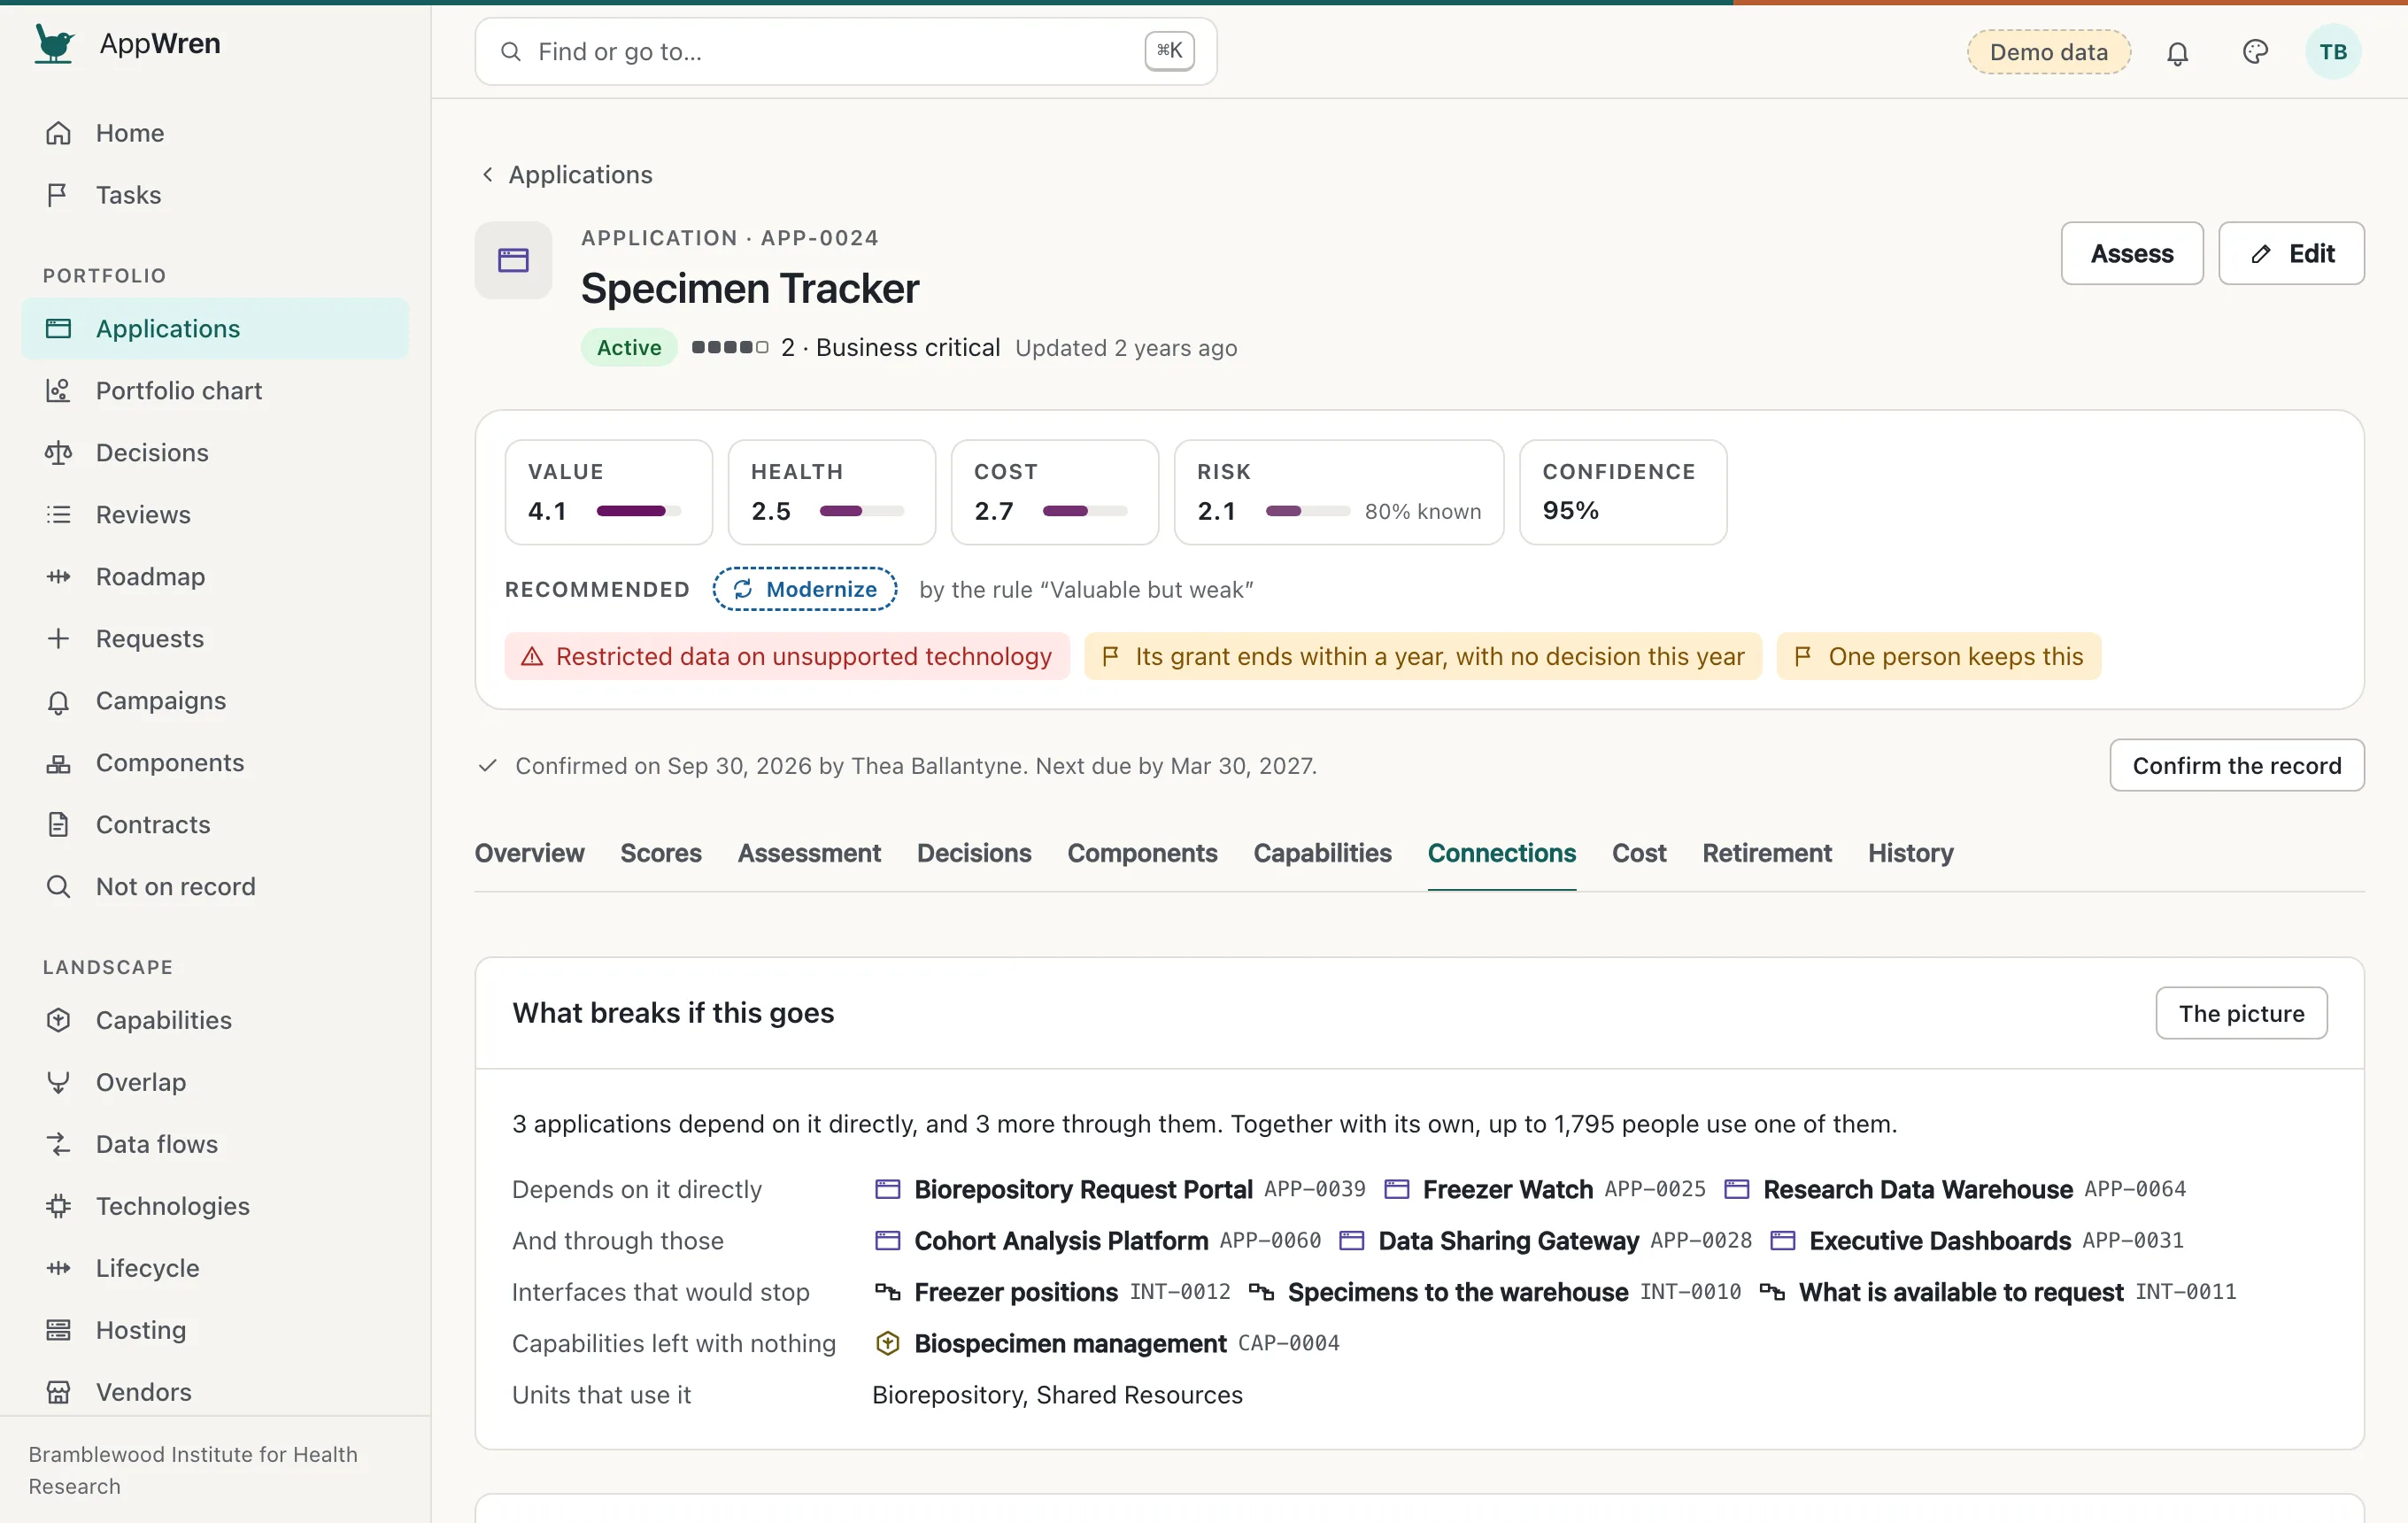 AppWren
Find or go to...
⌘K
Demo data
TB
Home
Tasks
PORTFOLIO
Applications
Portfolio chart
Decisions
Reviews
Roadmap
Requests
Campaigns
Components
Contracts
Not on record
LANDSCAPE
Capabilities
Overlap
Data flows
Technologies
Lifecycle
Hosting
Vendors
Bramblewood Institute for Health
Research
Applications
APPLICATION · APP-0024
Specimen Tracker
Assess
Edit
Active 2 · Business critical Updated 2 years ago
VALUE
4.1
HEALTH
2.5
COST
2.7
RISK
2.1 80% known
CONFIDENCE
95%
RECOMMENDED Modernize by the rule “Valuable but weak”
Restricted data on unsupported technology
Its grant ends within a year, with no decision this year
One person keeps this
Confirmed on Sep 30, 2026 by Thea Ballantyne. Next due by Mar 30, 2027.
Confirm the record
Overview Scores Assessment Decisions Components Capabilities Connections Cost Retirement History
What breaks if this goes
The picture
3 applications depend on it directly, and 3 more through them. Together with its own, up to 1,795 people use one of them.
Depends on it directly Biorepository Request Portal APP-0039 Freezer Watch APP-0025 Research Data Warehouse APP-0064
And through those Cohort Analysis Platform APP-0060 Data Sharing Gateway APP-0028 Executive Dashboards APP-0031
Interfaces that would stop Freezer positions INT-0012 Specimens to the warehouse INT-0010 What is available to request INT-0011
Capabilities left with nothing Biospecimen management CAP-0004
Units that use it Biorepository, Shared Resources